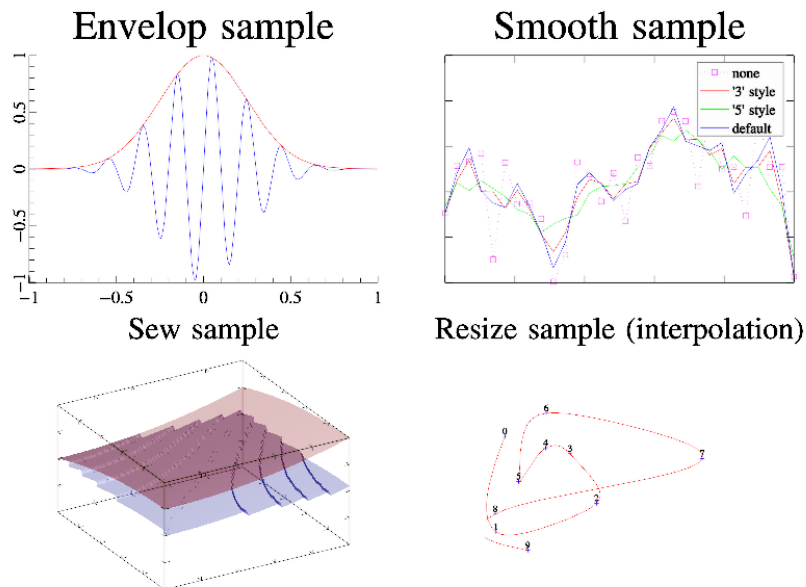 Envelop sample
1
0.5
0
−0.5
−1
−1
−0.5
0
0.5
1
Smooth sample
none
'3' style
'5' style
default
Sew sample
Resize sample (interpolation)
6
0
4
3
7
5
2
8
1
9